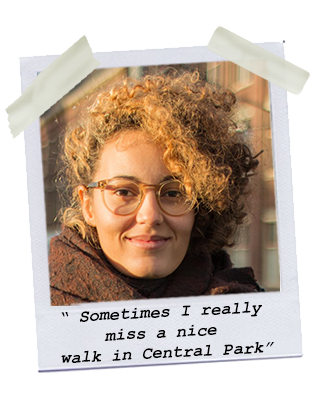 “ Sometimes I really
miss a nice
walk in Central Park”